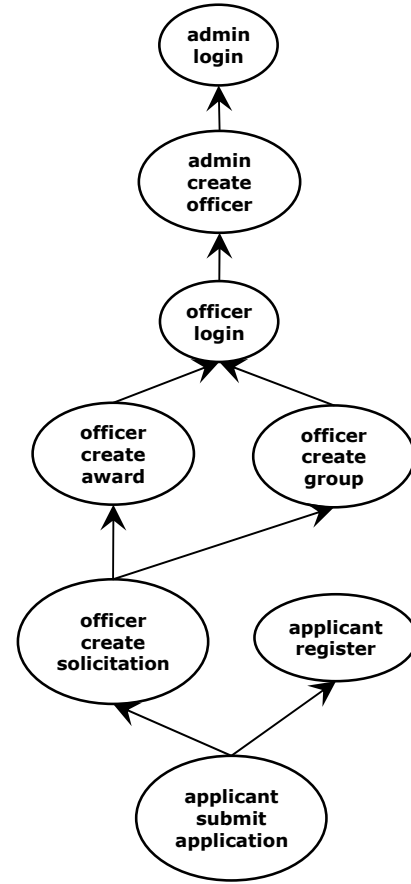 admin
login
admin
create
officer
officer
login
officer
create
award
officer
create
group
officer
create
solicitation
applicant
register
applicant
submit
application